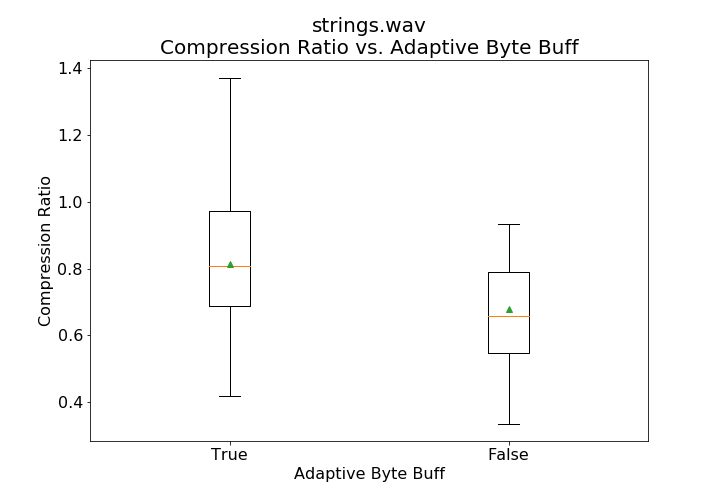 strings.wav
Compression Ratio vs. Adaptive Byte Buff
Compression Ratio
1.4
1.2
1.0
0.8
0.6
0.4
True
False
Adaptive Byte Buff